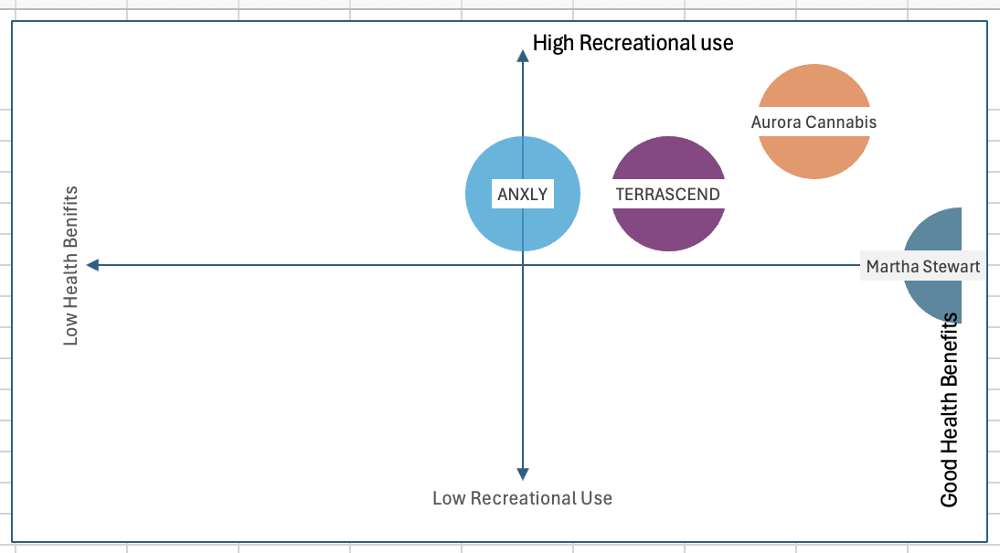 High Recreational use
Aurora Cannabis
ANXLY
TERRASCEND
Low Health Benifits
Martha Stewart
Good Health Benefits
Low Recreational Use